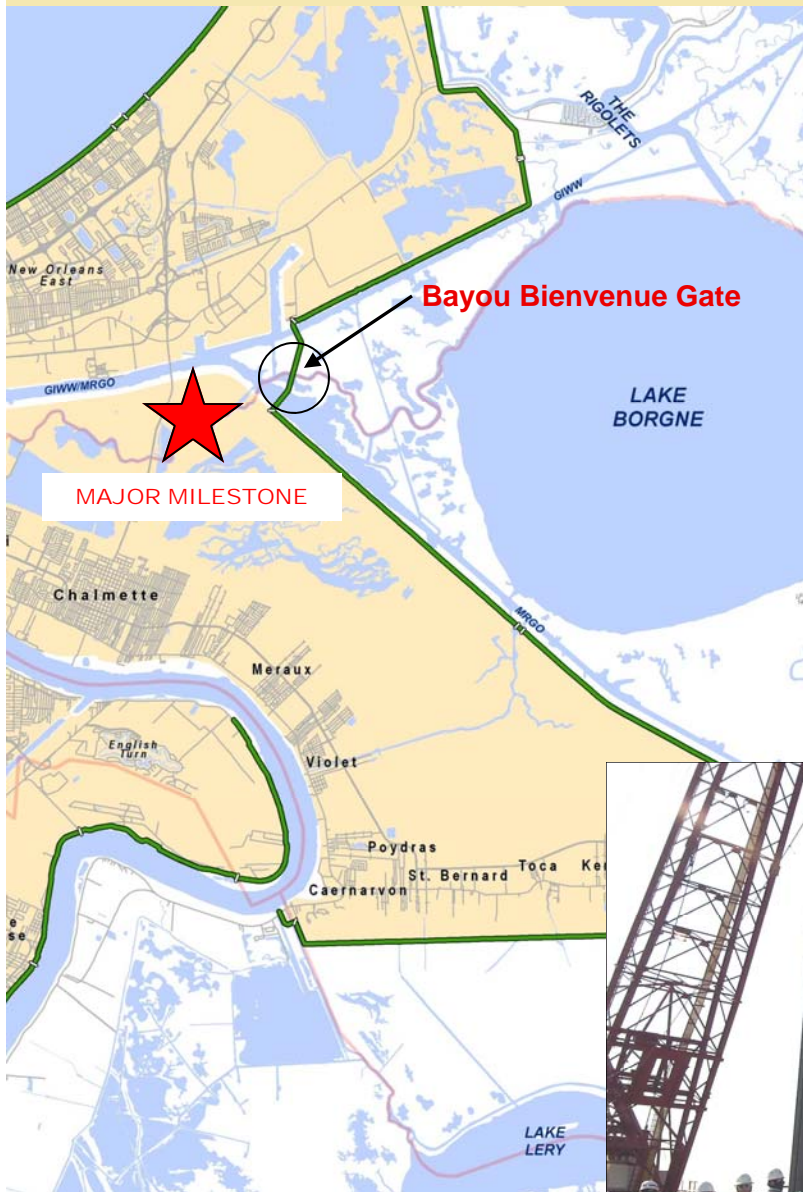 THE
RIGOLETS
GIWW
New Orleans
East
Bayou Bienvenue Gate
GIWW/MRGO
LAKE
BORGNE
MAJOR MILESTONE
Chalmette
MRGO
Meraux
English
Turn
Violet
Poydras
St. Bernard
Toca
Caernarvon
LAKE
LERY